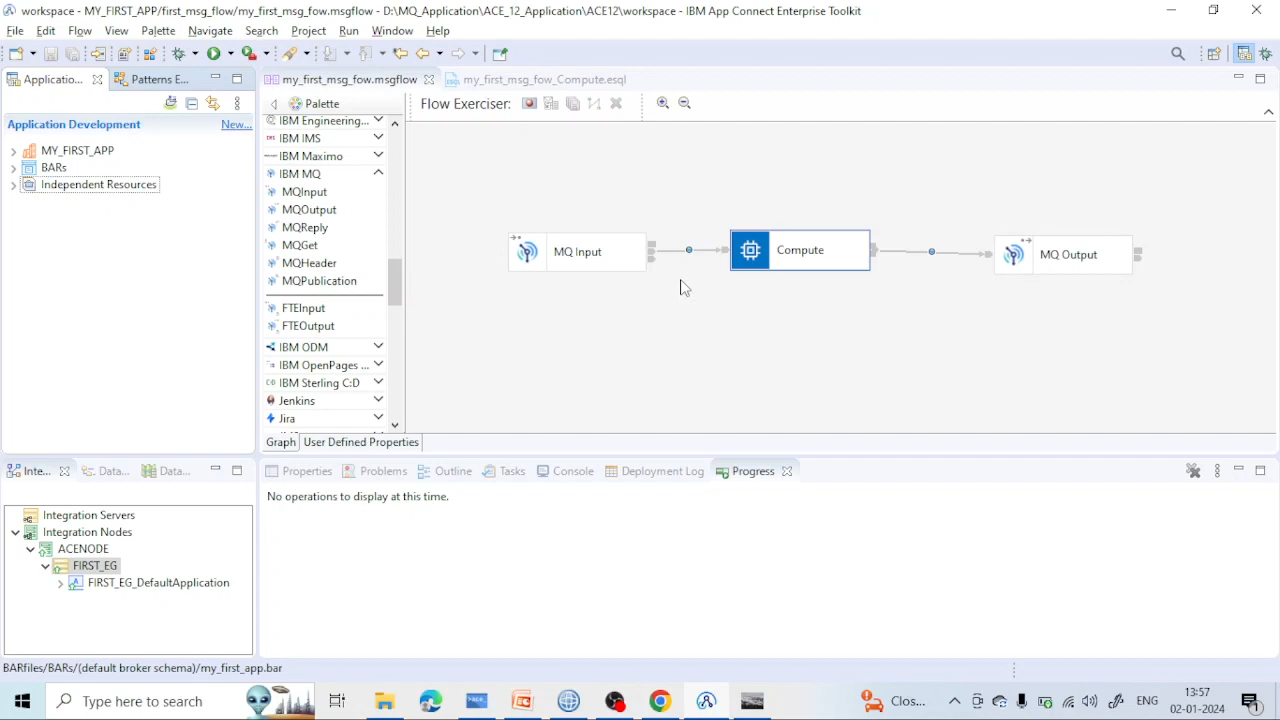 workspace - MY_FIRST_APP/first_msg_flow/my_first_msg_fow.msgflow - D:\MQ_Application\ACE_12_Application\ACE12\workspace - IBM App Connect Enterprise Toolkit
File Edit Flow View Palette Navigate Search Project Run Window Help
Applicatio... Patterns E...
my_first_msg_fow.msgflow my_first_msg_fow_Compute.esql
Palette
Flow Exerciser:
Application Development New...
MY_FIRST_APP
BARs
Independent Resources
IBM Engineering...
IBM IMS
IBM Maximo
IBM MQ
MQInput
MQOutput
MQReply
MQGet
MQHeader
MQPublication
FTEInput
FTEOutput
IBM ODM
IBM OpenPages ...
IBM Sterling C:D
Jenkins
Jira
MQ Input
Compute
MQ Output
Graph User Defined Properties
Inte... Data... Data...
Properties Problems Outline Tasks Console Deployment Log Progress
No operations to display at this time.
Integration Servers
Integration Nodes
ACENODE
FIRST_EG
FIRST_EG_DefaultApplication
BARfiles/BARs/(default broker schema)/my_first_app.bar
Type here to search
Clos...
ENG
13:57
02-01-2024